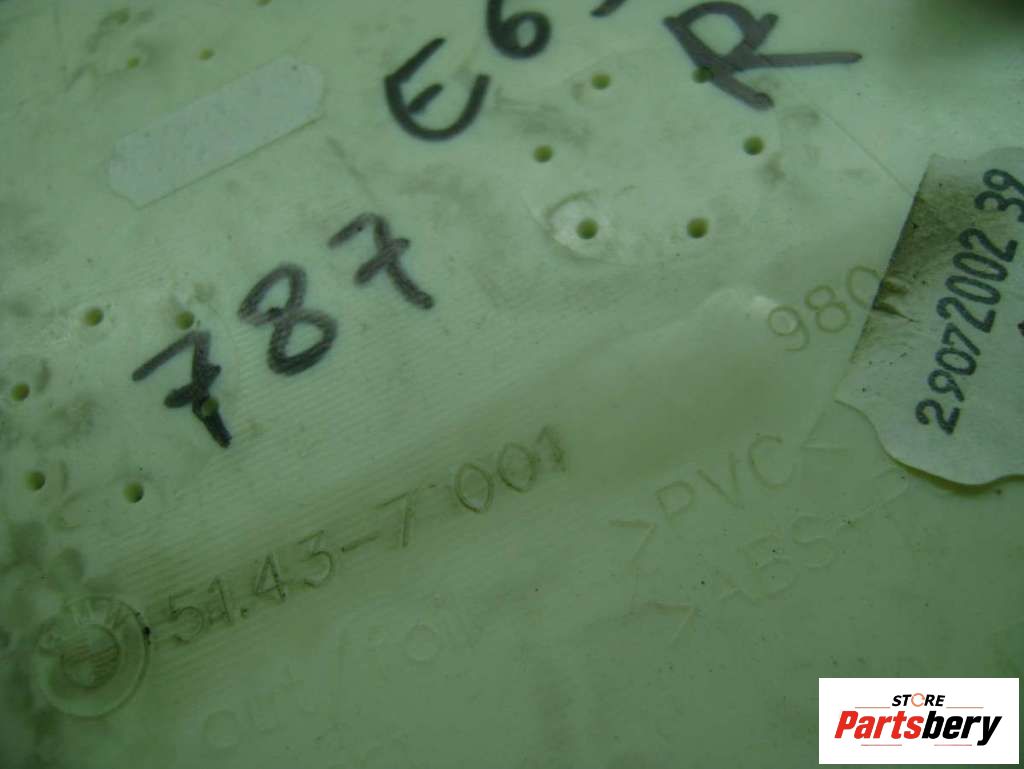 E6
R
787
29072002 39
980
51.43-7 001
>PVC
STORE
Partsbery